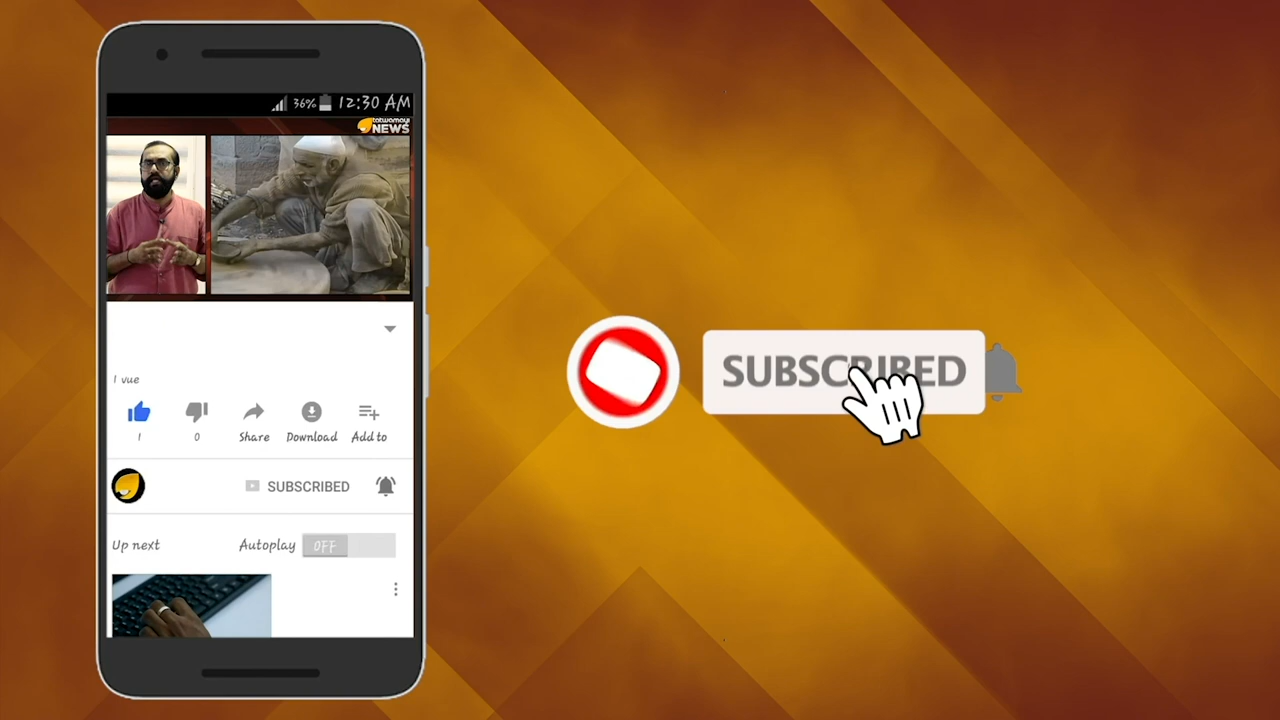 36% 12:30 AM
tatwamayi
NEWS
1 vue
1
0
Share
Download
Add to
SUBSCRIBED
Up next
Autoplay
OFF
SUBSCRIBED